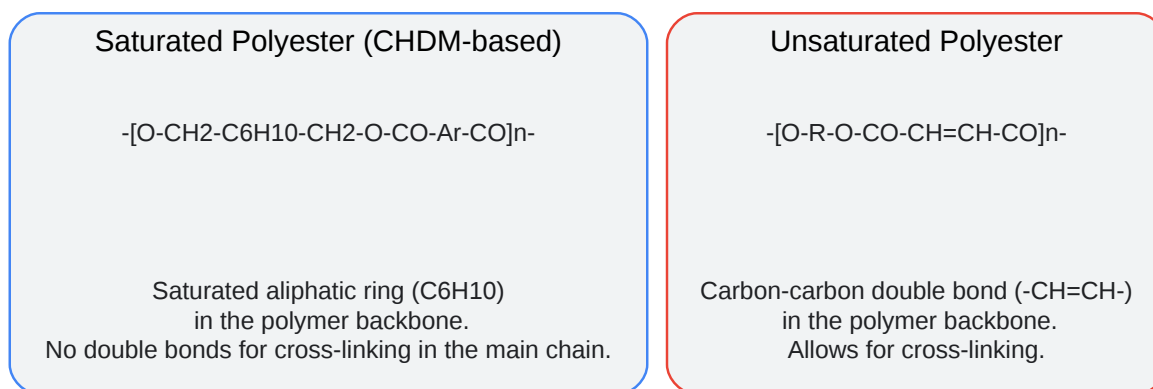 Saturated Polyester (CHDM-based)
-[O-CH2-C6H10-CH2-O-CO-Ar-CO]n-
Saturated aliphatic ring (C6H10)
in the polymer backbone.
No double bonds for cross-linking in the main chain.
Unsaturated Polyester
-[O-R-O-CO-CH=CH-CO]n-
Carbon-carbon double bond (-CH=CH-)
in the polymer backbone.
Allows for cross-linking.